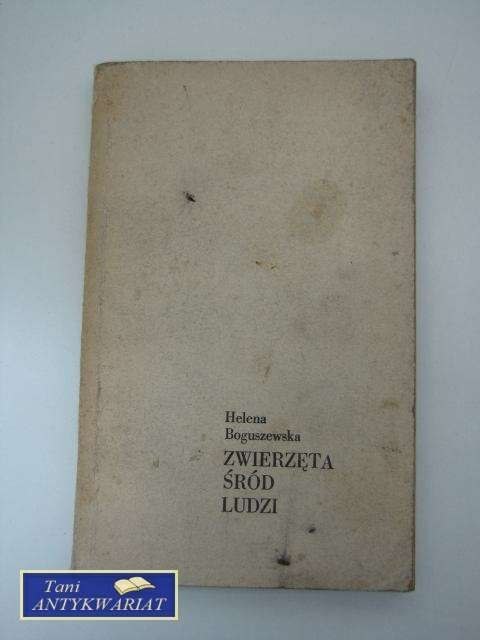 Helena
Boguszewska
ZWIERZĘTA
ŚRÓD
LUDZI
Tani
ANTYKWARIAT